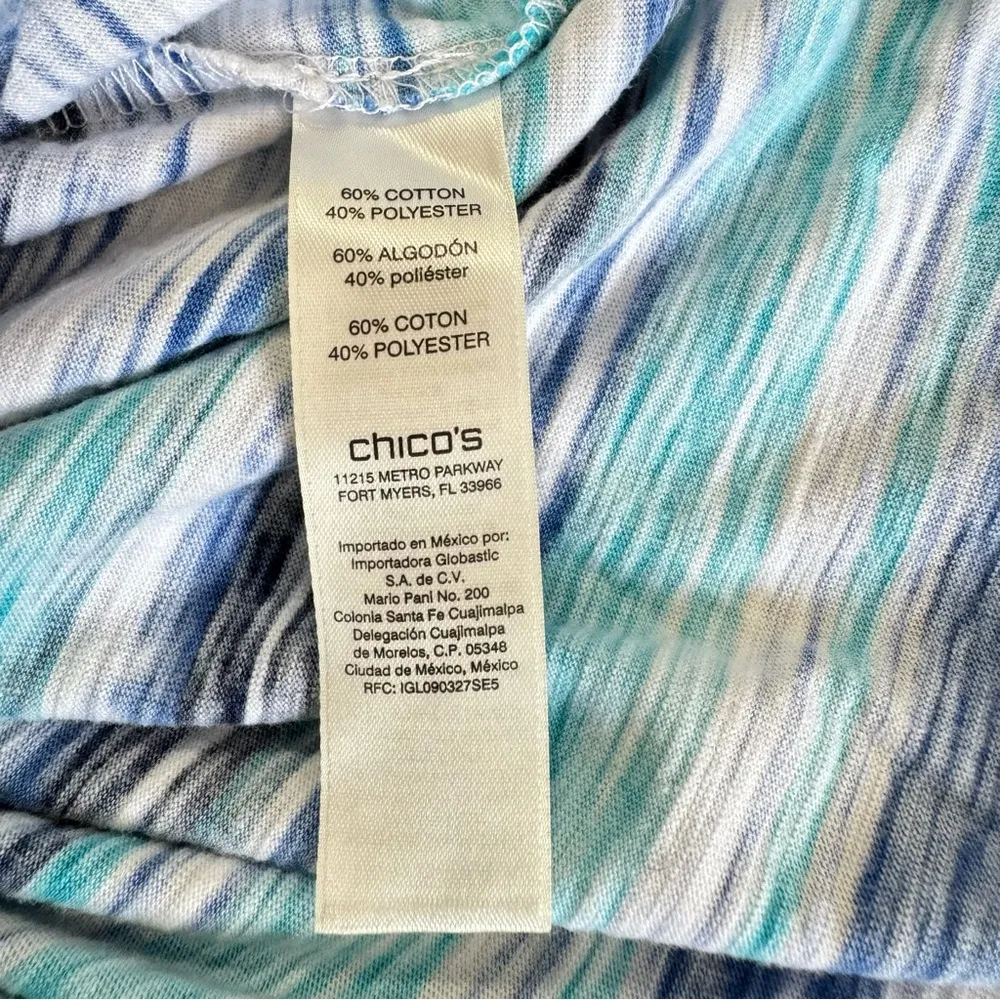 60% COTTON
40% POLYESTER
60% ALGODÓN
40% poliéster
60% COTON
40% POLYESTER
chico's
11215 METRO PARKWAY
FORT MYERS, FL 33966
Importado en México por:
Importadora Globastic
S.A. de C.V.
Mario Pani No. 200
Colonia Santa Fe Cuajimalpa
Delegación Cuajimalpa
de Morelos, C.P. 05348
Ciudad de México, México
RFC: IGL090327SE5